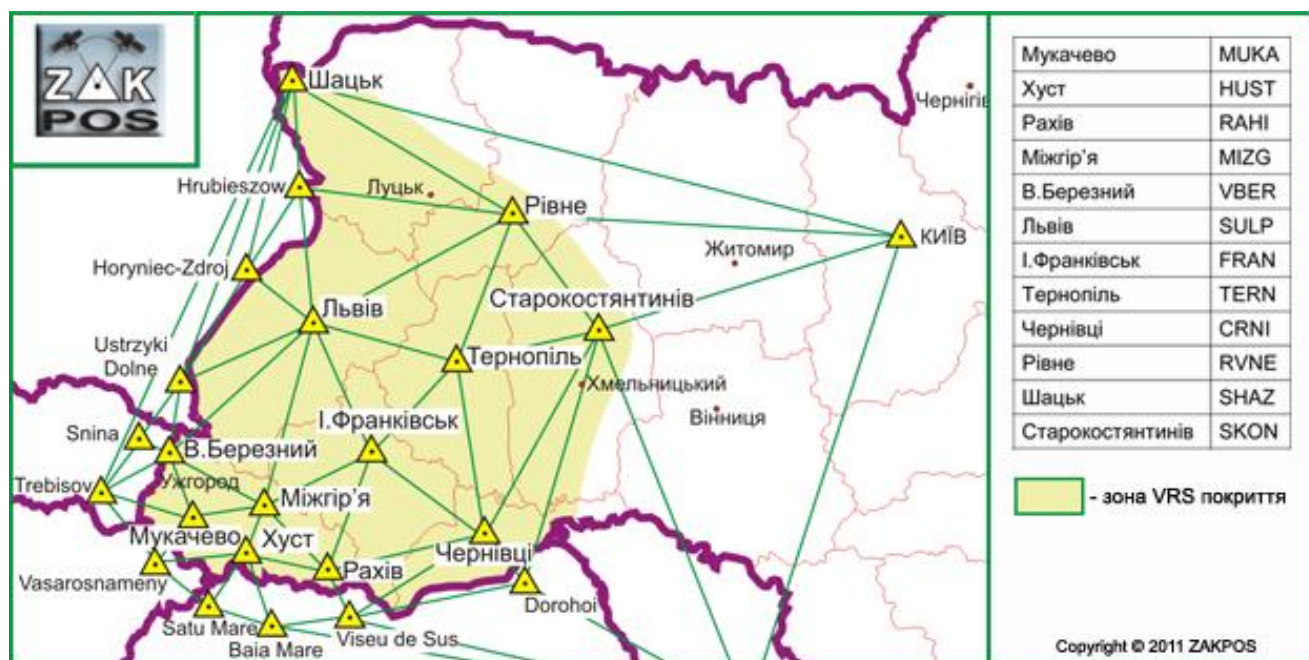 ZAK
POS
Шацьк
Чернігів
Hrubieszow
Луцьк
Рівне
КИЇВ
Житомир
Horyniec-Zdroj
Старокостянтинів
Львів
Ustrzyki
Dolne
Тернопіль
Хмельницький
Вінниця
І.Франківськ
Snina
В.Березний
Ужгород
Trebisov
Міжгір'я
Мукачево
Хуст
Чернівці
Рахів
Vasarosnameny
Dorohoi
Satu Mare
Viseu de Sus
Baia Mare
Мукачево MUKA
Хуст HUST
Рахів RAHI
Міжгір'я MIZG
В.Березний VBER
Львів SULP
І.Франківськ FRAN
Тернопіль TERN
Чернівці CRNI
Рівне RVNE
Шацьк SHAZ
Старокостянтинів SKON
- зона VRS покриття
Copyright © 2011 ZAKPOS